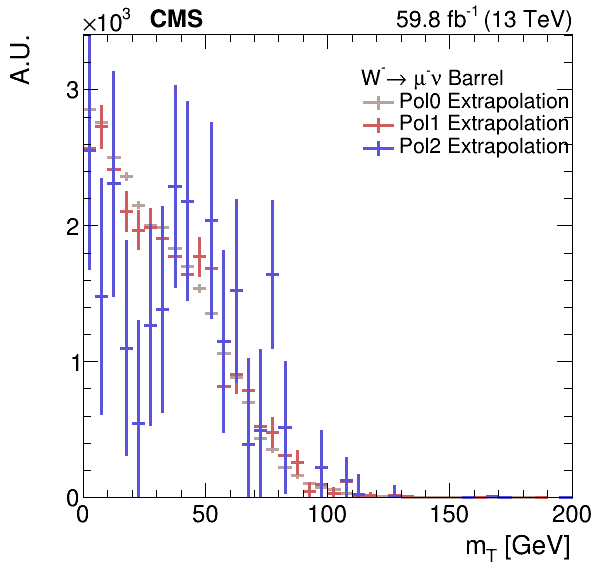 ×10³ CMS 59.8 fb⁻¹ (13 TeV)
A.U.
W⁻→ μ⁻ν Barrel
Pol0 Extrapolation
Pol1 Extrapolation
Pol2 Extrapolation
3
2
1
0
0 50 100 150 200
m_T [GeV]